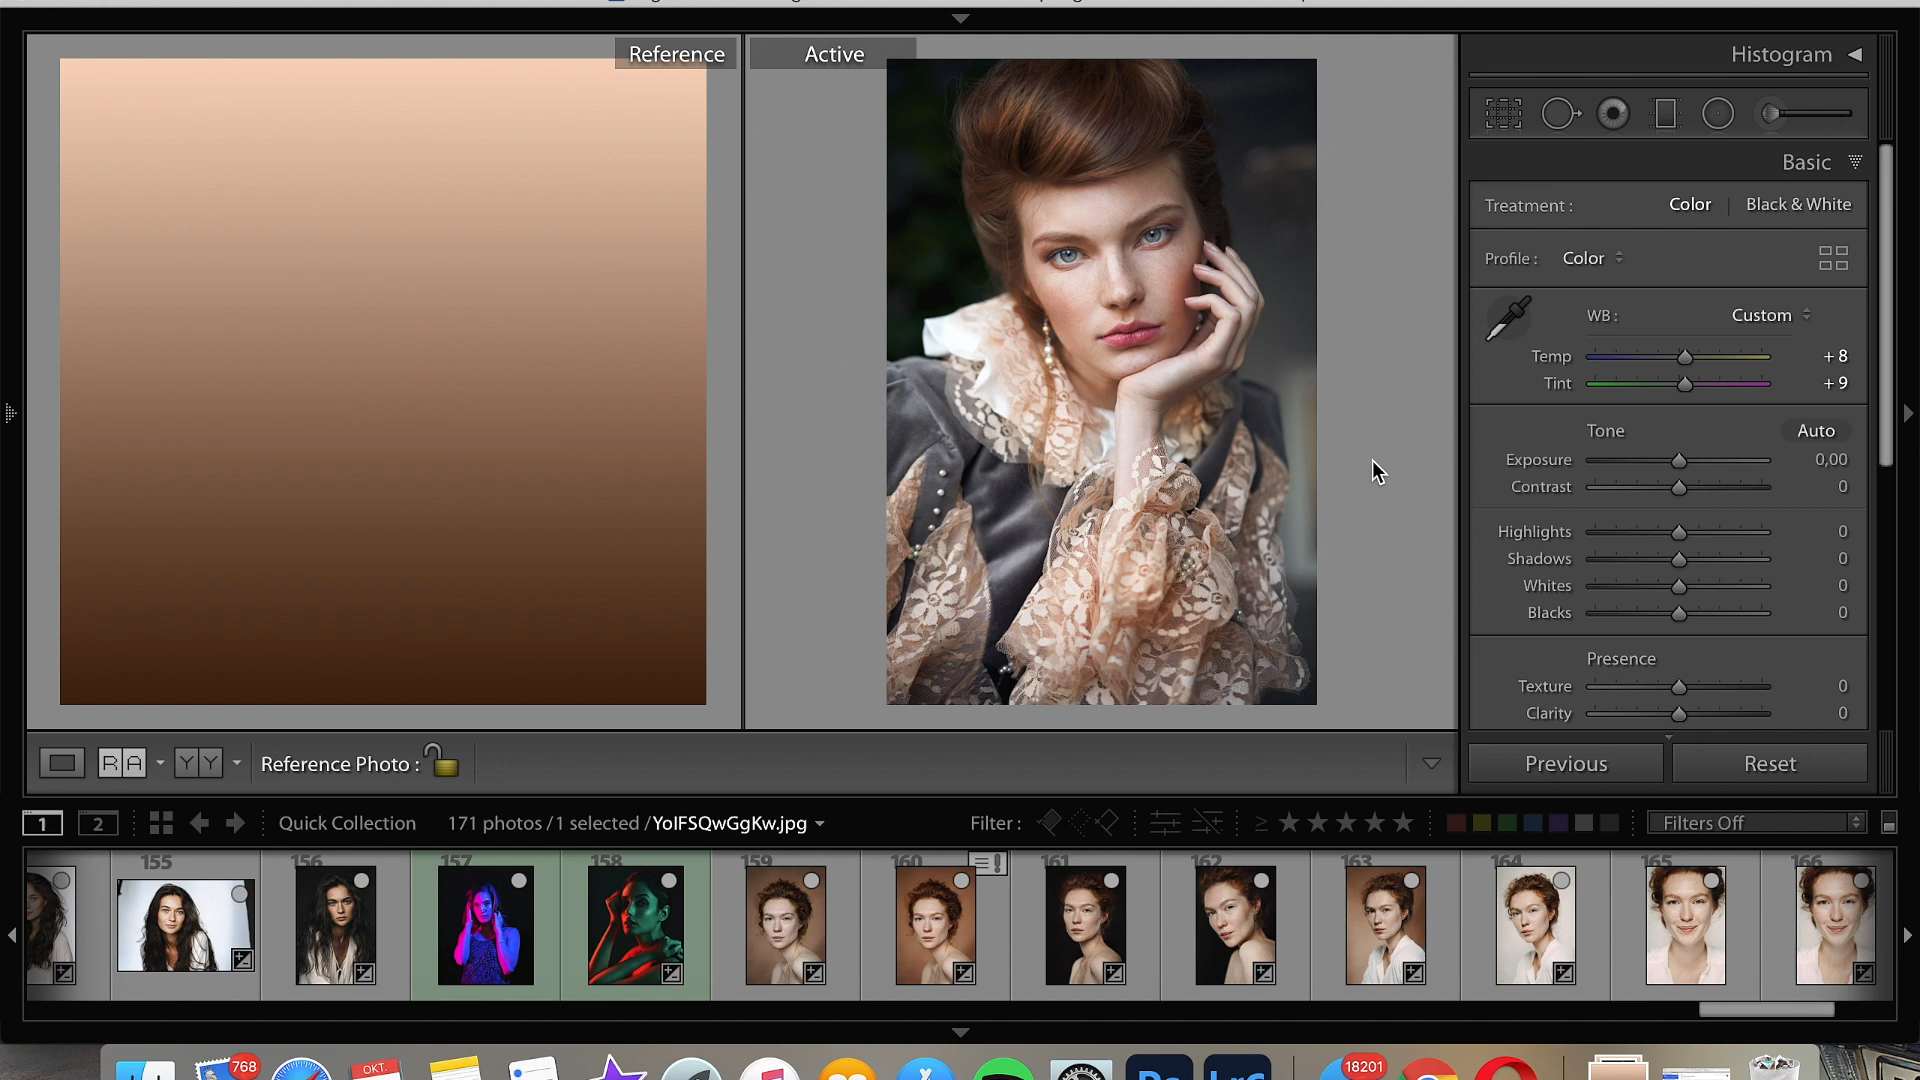 Reference
Active
Histogram
Basic
Treatment :
Color
Black & White
Profile :
Color
WB :
Custom
Temp
+ 8
Tint
+ 9
Tone
Auto
Exposure
0,00
Contrast
0
Highlights
0
Shadows
0
Whites
0
Blacks
0
Presence
Texture
0
Clarity
0
R A
Y Y
Reference Photo :
Previous
Reset
1
2
Quick Collection
171 photos / 1 selected / YoIFSQwGgKw.jpg
Filter :
≥
Filters Off
155
156
157
158
159
160
161
162
163
164
165
166
768
OKT.
18201